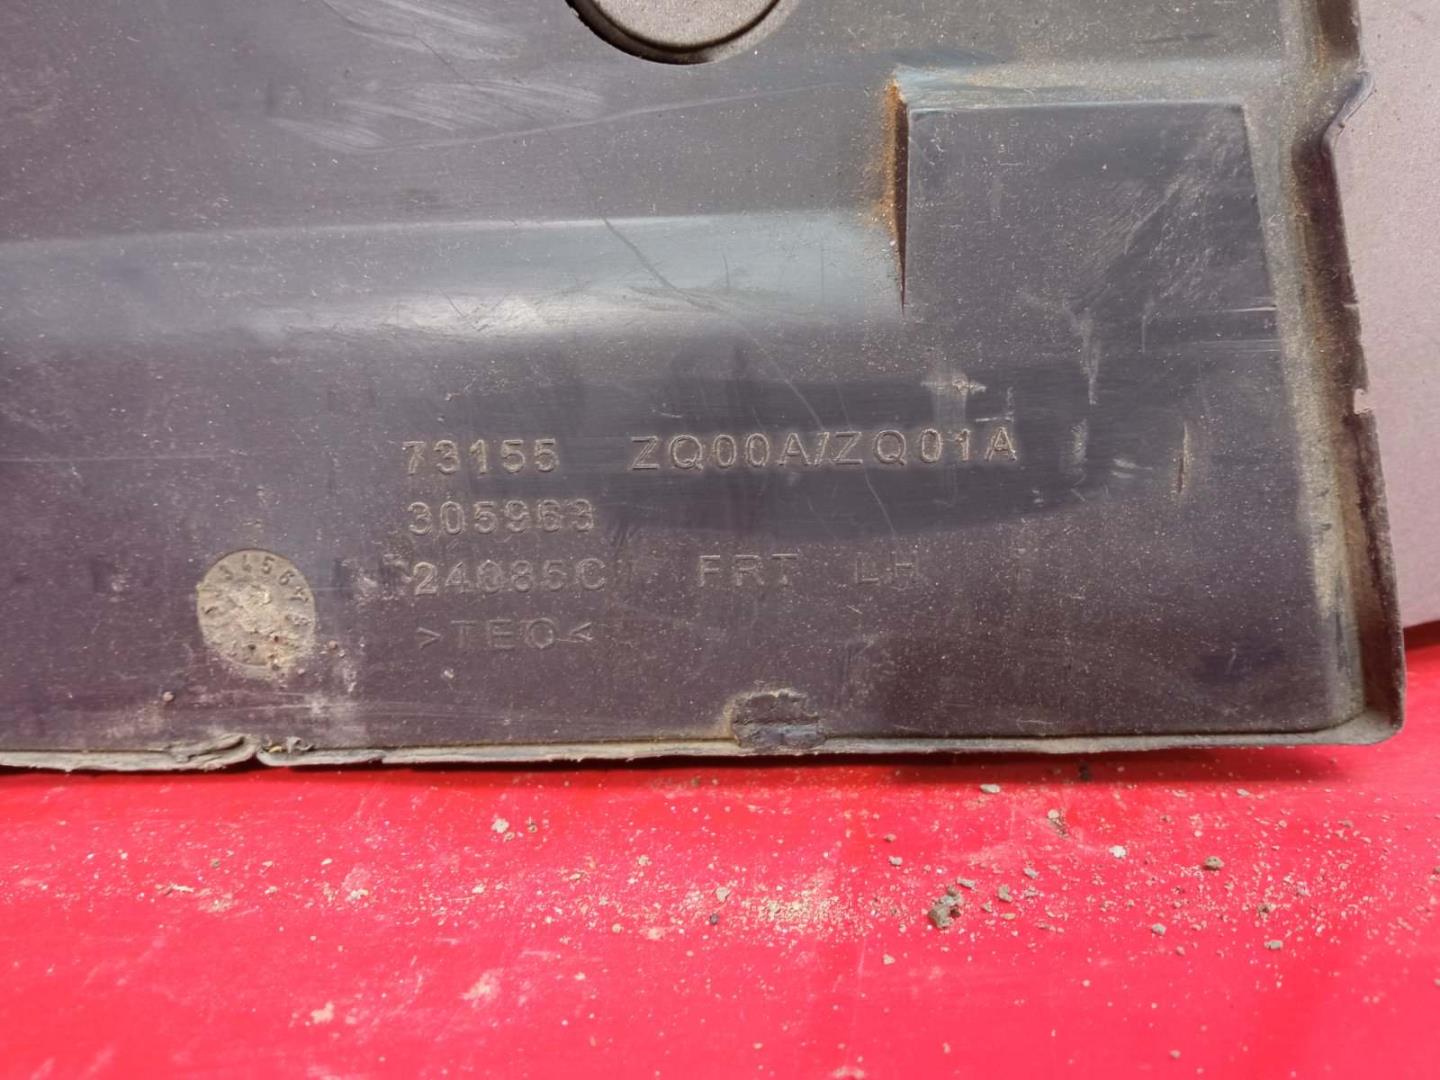 73155 ZQ00A/ZQ01A
305963
24085C FRT LH
>TEO<